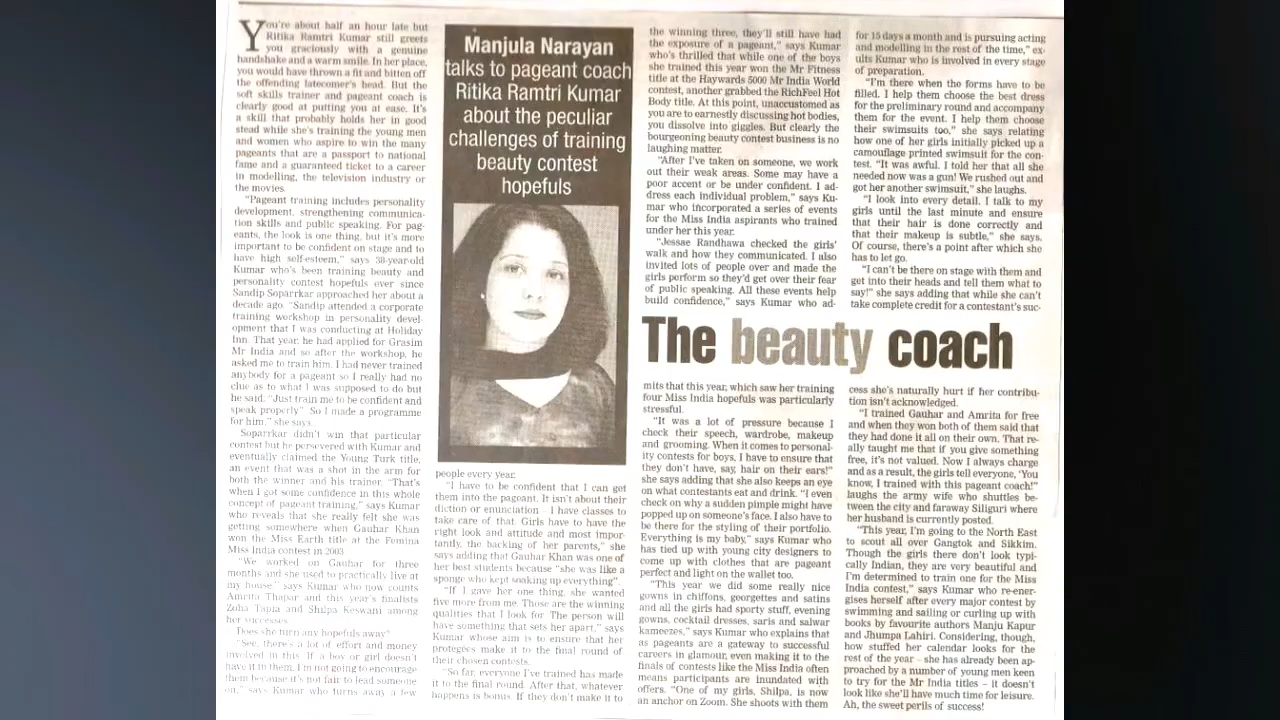 You're about half an hour late but
Ritika Ramtri Kumar still greets
you graciously with a genuine
handshake and a warm smile. In her place,
you would have thrown a fit and bitten off
the offending latecomer's head. But the
soft skills trainer and pageant coach is
clearly good at putting you at ease. It's
a skill that probably holds her in good
stead while she's training the young men
and women who aspire to win the many
pageants that are a passport to national
fame and a guaranteed ticket to a career
in modelling, the television industry or
the movies.
"Pageant training includes personality
development, strengthening communica-
tion skills and public speaking. For pag-
eants, the look is one thing, but it's more
important to be confident on stage and to
have high self-esteem," says 38-year-old
Kumar who's been training beauty and
personality contest hopefuls ever since
Sandip Soparrkar approached her about a
decade ago. "Sandip attended a corporate
training workshop in personality devel-
opment that I was conducting at Holiday
Inn. That year, he had applied for Grasim
Mr India and so after the workshop, he
asked me to train him. I had never trained
anybody for a pageant so I really had no
clue as to what I was supposed to do but
he said. "Just train me to be confident and
speak properly" So I made a programme
for him," she says.
Soparrkar didn't win that particular
contest but he persevered with Kumar and
eventually claimed the Young Turk title,
an event that was a shot in the arm for
both the winner and his trainer. "That's
when I got some confidence in this whole
concept of pageant training," says Kumar
who reveals that she really felt she was
getting somewhere when Gauhar Khan
won the Miss Earth title at the Femina
Miss India contest in 2003
"We worked on Gauhar for three
months and she used to practically live at
my house," says Kumar who now counts
Amrita Thapar and this year's finalists
Zoha Tapia and Shilpa Keswani among
her successes.
Does she turn any hopefuls away?
"See, there's a lot of effort and money
involved in this. If a boy or girl doesn't
have it in them, I'm not going to encourage
them because it's not fair to lead someone
on," says Kumar who turns away a few
Manjula Narayan
talks to pageant coach
Ritika Ramtri Kumar
about the peculiar
challenges of training
beauty contest
hopefuls
people every year.
"I have to be confident that I can get
them into the pageant. It isn't about their
diction or enunciation - I have classes to
take care of that. Girls have to have the
right look and attitude and most impor-
tantly, the backing of her parents," she
says adding that Gauhar Khan was one of
her best students because "she was like a
sponge who kept soaking up everything".
"If I gave her one thing, she wanted
five more from me. Those are the winning
qualities that I look for. The person will
have something that sets her apart," says
Kumar whose aim is to ensure that her
protegees make it to the final round of
their chosen contests.
"So far, everyone I've trained has made
it to the final round. After that, whatever
happens is bonus. If they don't make it to
the winning three, they'll still have had
the exposure of a pageant," says Kumar
who's thrilled that while one of the boys
she trained this year won the Mr Fitness
title at the Haywards 5000 Mr India World
contest, another grabbed the RichFeel Hot
Body title. At this point, unaccustomed as
you are to earnestly discussing hot bodies,
you dissolve into giggles. But clearly the
bourgeoning beauty contest business is no
laughing matter.
"After I've taken on someone, we work
out their weak areas. Some may have a
poor accent or be under confident. I ad-
dress each individual problem," says Ku-
mar who incorporated a series of events
for the Miss India aspirants who trained
under her this year.
"Jessae Randhawa checked the girls'
walk and how they communicated. I also
invited lots of people over and made the
girls perform so they'd get over their fear
of public speaking. All these events help
build confidence," says Kumar who ad-
for 15 days a month and is pursuing acting
and modelling in the rest of the time," ex-
ults Kumar who is involved in every stage
of preparation.
"I'm there when the forms have to be
filled. I help them choose the best dress
for the preliminary round and accompany
them for the event. I help them choose
their swimsuits too," she says relating
how one of her girls initially picked up a
camouflage printed swimsuit for the con-
test. "It was awful. I told her that all she
needed now was a gun! We rushed out and
got her another swimsuit," she laughs.
"I look into every detail. I talk to my
girls until the last minute and ensure
that their hair is done correctly and
that their makeup is subtle," she says.
Of course, there's a point after which she
has to let go.
"I can't be there on stage with them and
get into their heads and tell them what to
say!" she says adding that while she can't
take complete credit for a contestant's suc-
The beauty coach
mits that this year, which saw her training
four Miss India hopefuls was particularly
stressful.
"It was a lot of pressure because I
check their speech, wardrobe, makeup
and grooming. When it comes to personal-
ity contests for boys, I have to ensure that
they don't have, say, hair on their ears!"
she says adding that she also keeps an eye
on what contestants eat and drink. "I even
check on why a sudden pimple might have
popped up on someone's face. I also have to
be there for the styling of their portfolio.
Everything is my baby," says Kumar who
has tied up with young city designers to
come up with clothes that are pageant
perfect and light on the wallet too.
"This year we did some really nice
gowns in chiffons, georgettes and satins
and all the girls had sporty stuff, evening
gowns, cocktail dresses, saris and salwar
kameezes," says Kumar who explains that
as pageants are a gateway to successful
careers in glamour, even making it to the
finals of contests like the Miss India often
means participants are inundated with
offers. "One of my girls, Shilpa, is now
an anchor on Zoom. She shoots with them
cess she's naturally hurt if her contribu-
tion isn't acknowledged.
"I trained Gauhar and Amrita for free
and when they won both of them said that
they had done it all on their own. That re-
ally taught me that if you give something
free, it's not valued. Now I always charge
and as a result, the girls tell everyone, 'You
know, I trained with this pageant coach!"
laughs the army wife who shuttles be-
tween the city and faraway Siliguri where
her husband is currently posted.
"This year, I'm going to the North East
to scout all over Gangtok and Sikkim.
Though the girls there don't look typi-
cally Indian, they are very beautiful and
I'm determined to train one for the Miss
India contest," says Kumar who re-ener-
gises herself after every major contest by
swimming and sailing or curling up with
books by favourite authors Manju Kapur
and Jhumpa Lahiri. Considering, though,
how stuffed her calendar looks for the
rest of the year - she has already been ap-
proached by a number of young men keen
to try for the Mr India titles – it doesn't
look like she'll have much time for leisure.
Ah, the sweet perils of success!